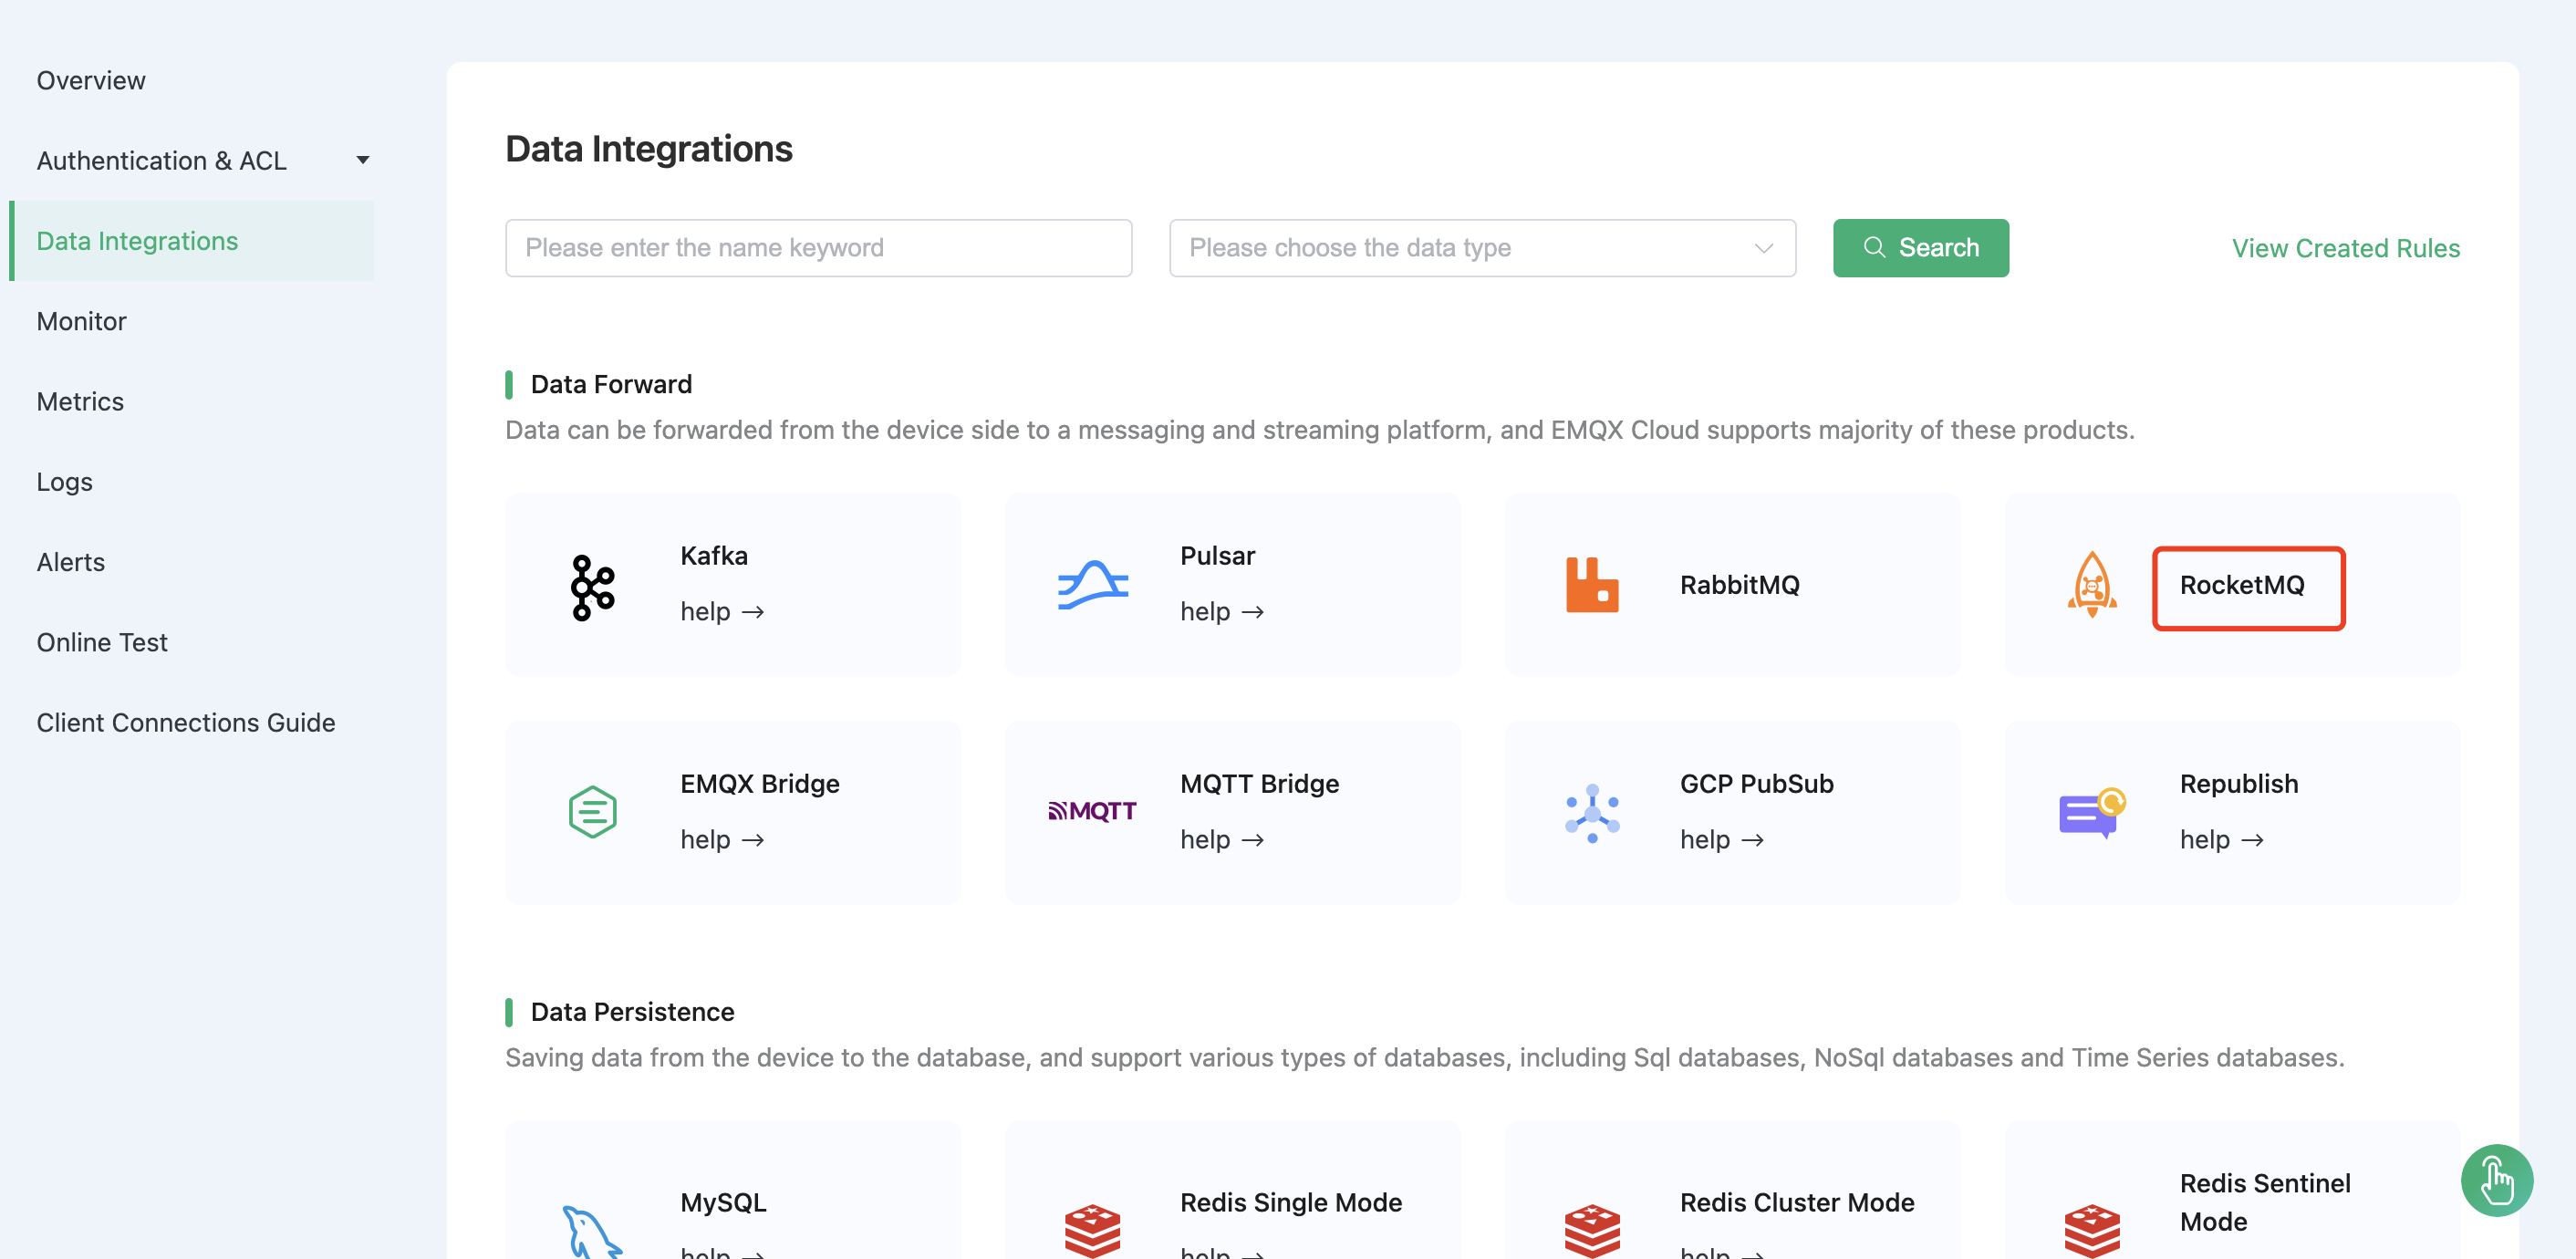 Overview
Authentication & ACL
Data Integrations
Monitor
Metrics
Logs
Alerts
Online Test
Client Connections Guide
Data Integrations
Please enter the name keyword
Please choose the data type
Search
View Created Rules
Data Forward
Data can be forwarded from the device side to a messaging and streaming platform, and EMQX Cloud supports majority of these products.
Kafka
help →
Pulsar
help →
RabbitMQ
RocketMQ
EMQX Bridge
help →
MQTT
MQTT Bridge
help →
GCP PubSub
help →
Republish
help →
Data Persistence
Saving data from the device to the database, and support various types of databases, including Sql databases, NoSql databases and Time Series databases.
MySQL
help →
Redis Single Mode
help →
Redis Cluster Mode
help →
Redis Sentinel
Mode